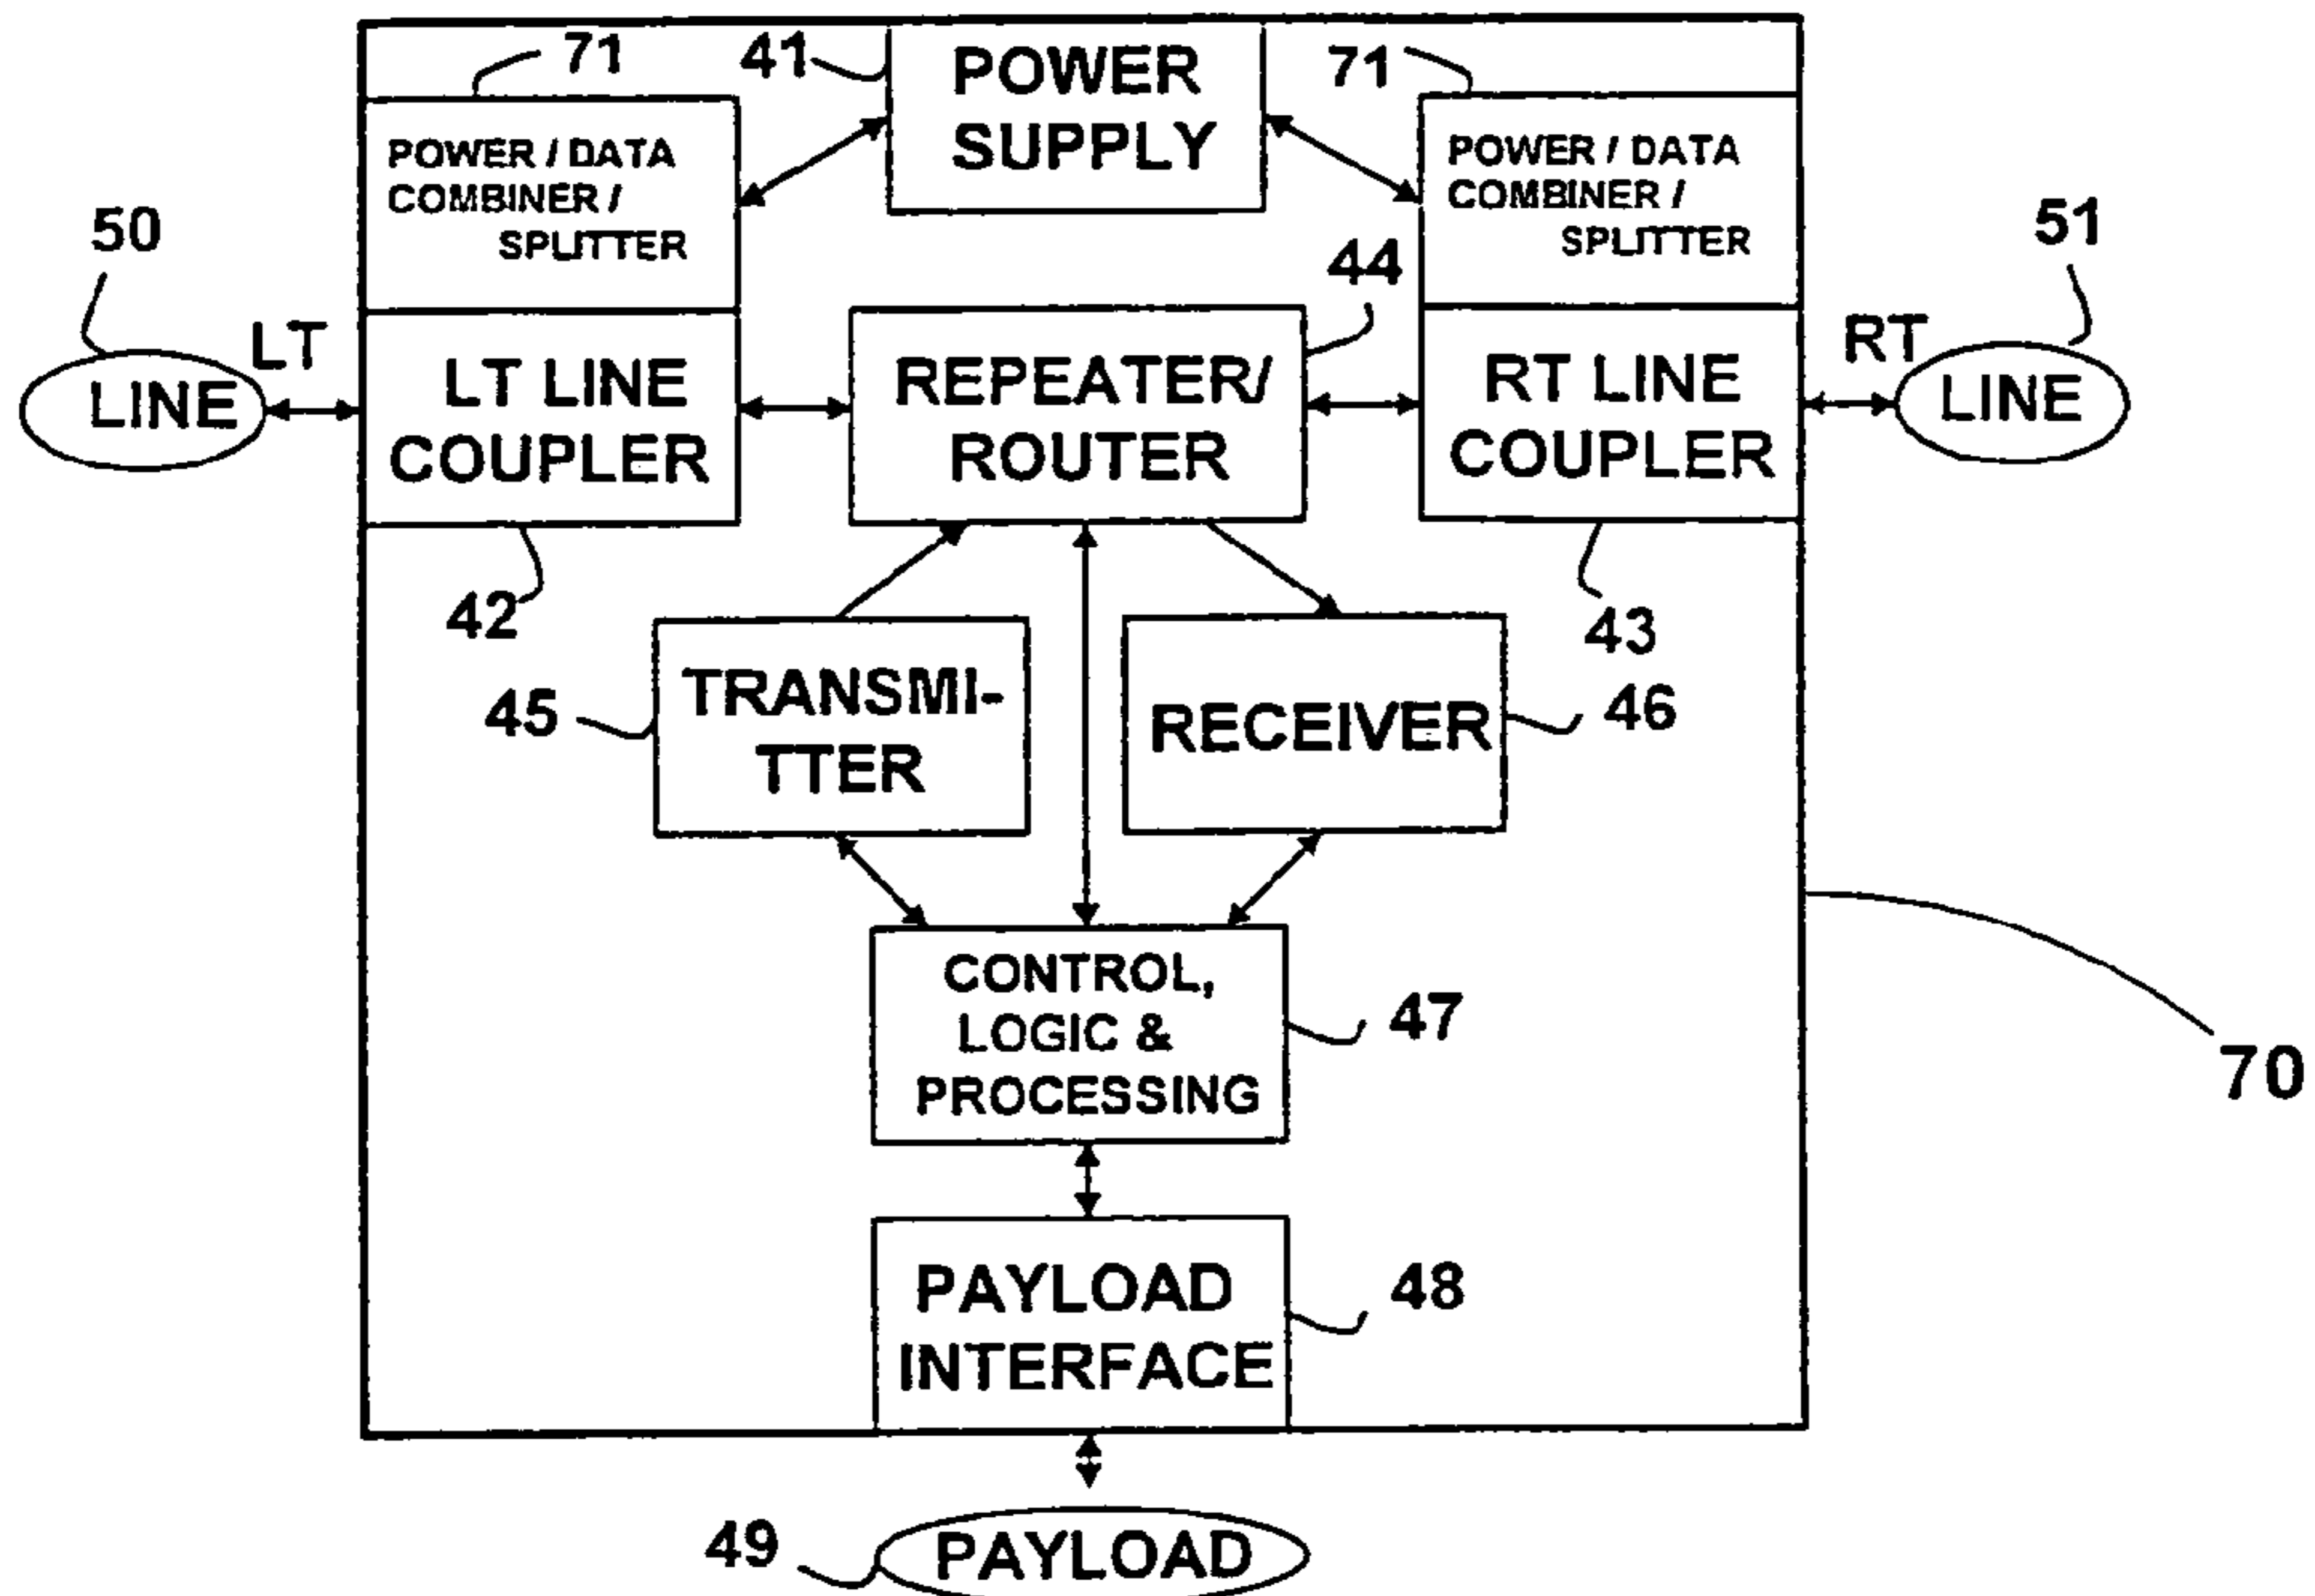 71
41
POWER
SUPPLY
71
POWER / DATA
COMBINER /
SPLITTER
POWER / DATA
COMBINER /
SPLITTER
50
51
44
LT
RT
LINE
LT LINE
COUPLER
REPEATER/
ROUTER
RT LINE
COUPLER
LINE
42
43
45
TRANSMI-
TTER
RECEIVER
46
CONTROL,
LOGIC &
PROCESSING
47
70
PAYLOAD
INTERFACE
48
49
PAYLOAD